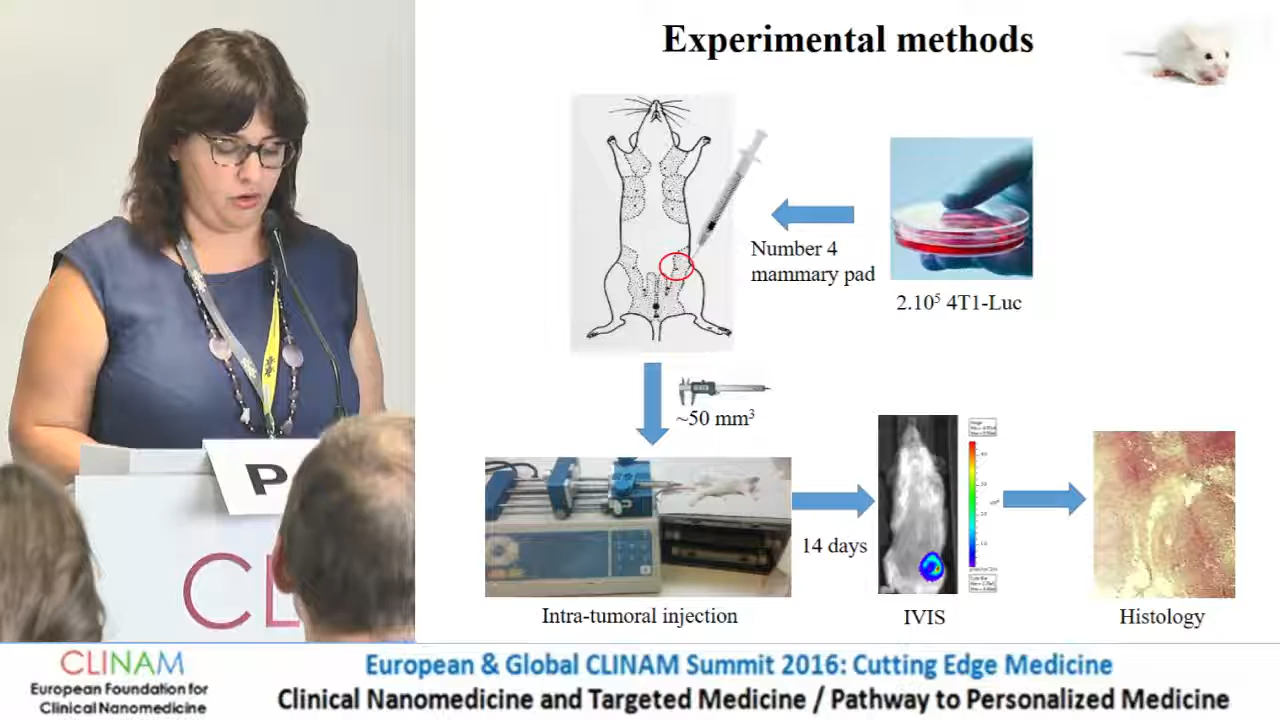 Experimental methods
Number 4
mammary pad
2.10⁵ 4T1-Luc
~50 mm³
14 days
Intra-tumoral injection
IVIS
Histology
P
CL
CLINAM
European Foundation for
Clinical Nanomedicine
European & Global CLINAM Summit 2016: Cutting Edge Medicine
Clinical Nanomedicine and Targeted Medicine / Pathway to Personalized Medicine